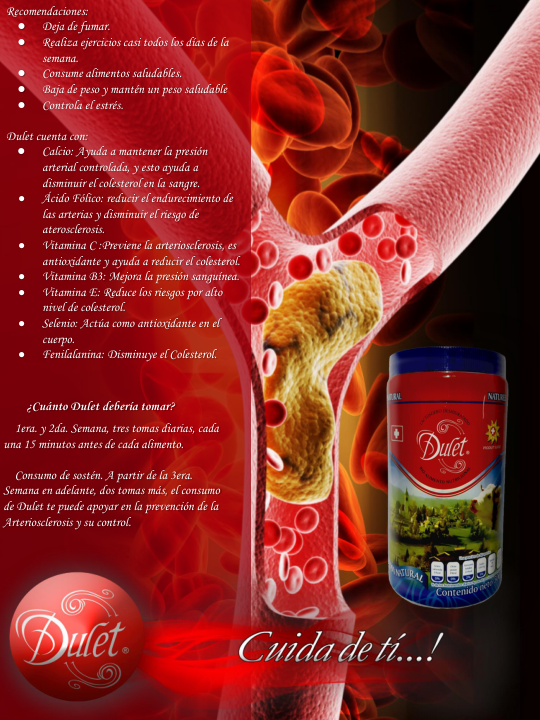 Recomendaciones:
● Deja de fumar.
● Realiza ejercicios casi todos los días de la
semana.
● Consume alimentos saludables.
● Baja de peso y mantén un peso saludable
● Controla el estrés.
Dulet cuenta con:
● Calcio: Ayuda a mantener la presión
arterial controlada, y esto ayuda a
disminuir el colesterol en la sangre.
● Ácido Fólico: reducir el endurecimiento de
las arterias y disminuir el riesgo de
aterosclerosis.
● Vitamina C :Previene la arteriosclerosis, es
antioxidante y ayuda a reducir el colesterol.
● Vitamina B3: Mejora la presión sanguínea.
● Vitamina E: Reduce los riesgos por alto
nivel de colesterol.
● Selenio: Actúa como antioxidante en el
cuerpo.
● Fenilalanina: Disminuye el Colesterol.
¿Cuánto Dulet debería tomar?
1era. y 2da. Semana, tres tomas diarias, cada
una 15 minutos antes de cada alimento.
Consumo de sostén. A partir de la 3era.
Semana en adelante, dos tomas más, el consumo
de Dulet te puede apoyar en la prevención de la
Arteriosclerosis y su control.
Dulet
NATURAL
Contenido
Dulet®
Cuida de tí...!